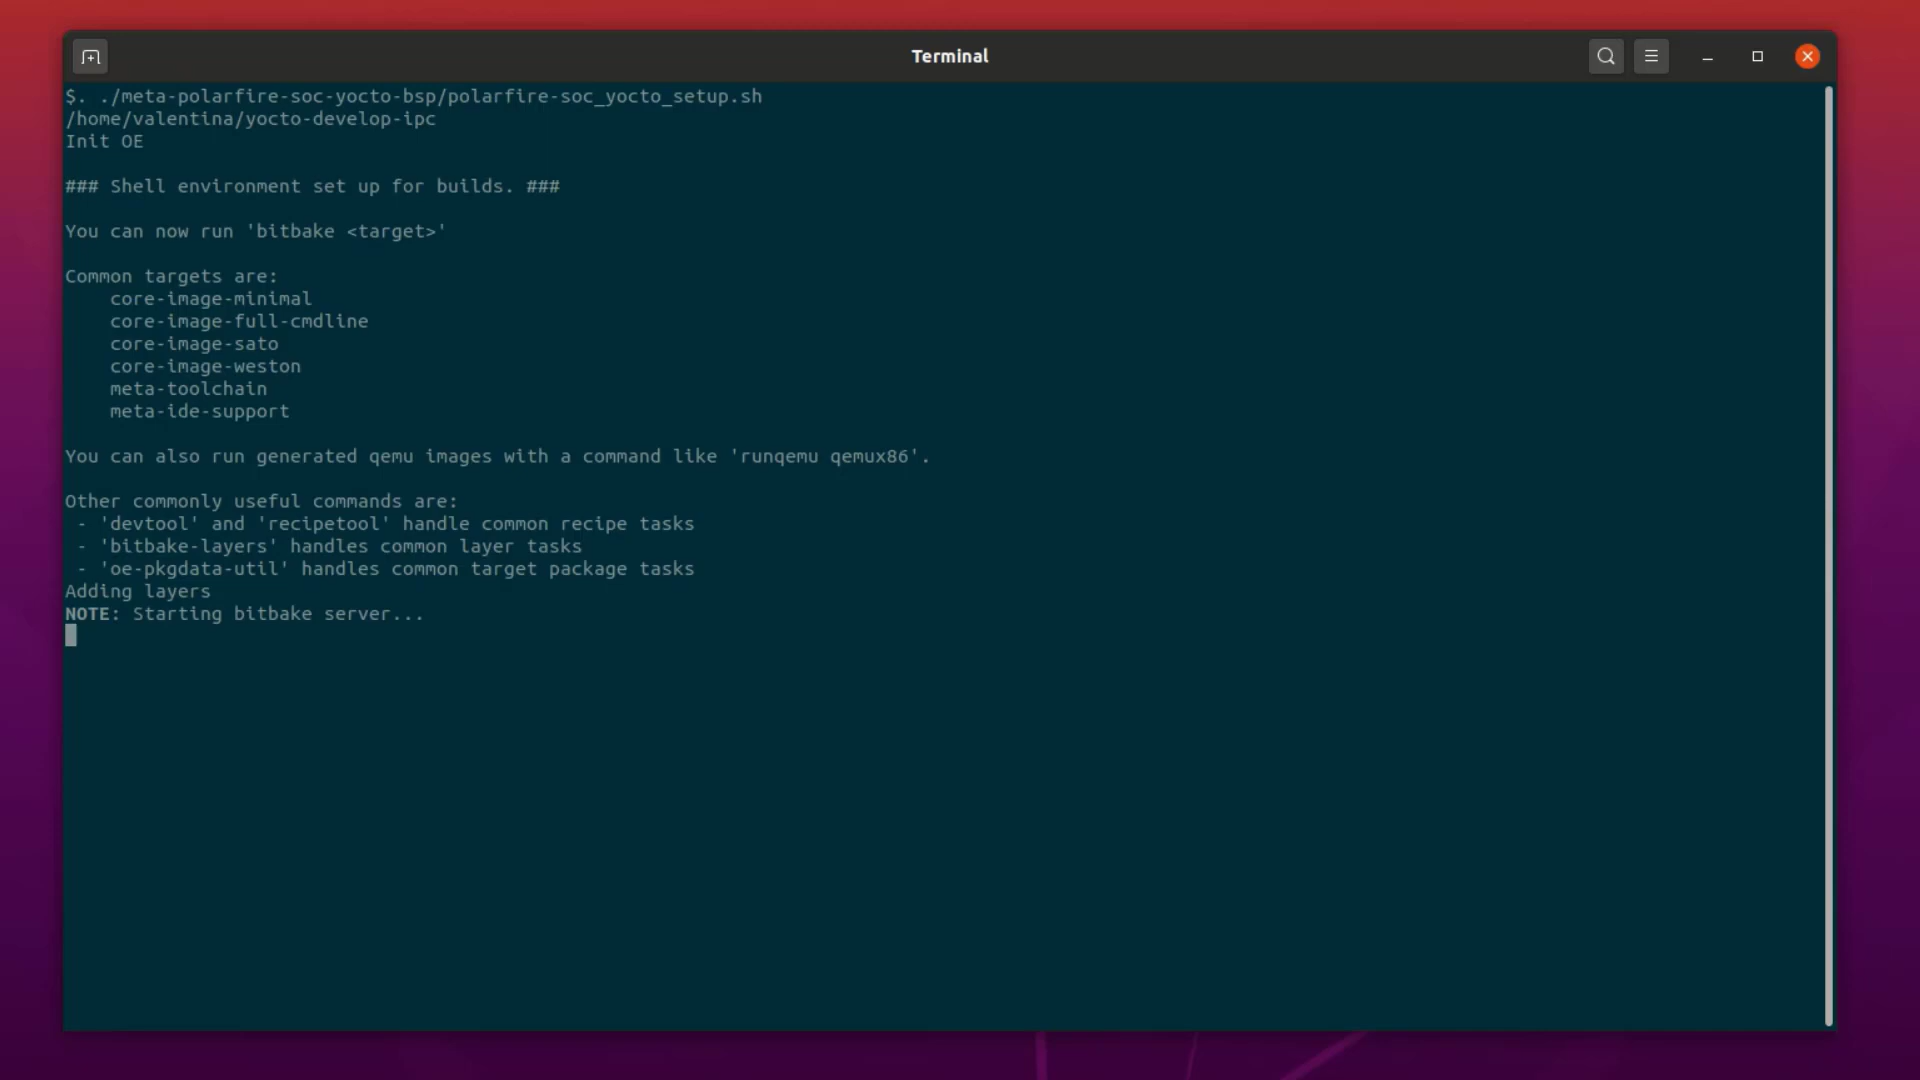 Terminal
$. ./meta-polarfire-soc-yocto-bsp/polarfire-soc_yocto_setup.sh
/home/valentina/yocto-develop-ipc
Init OE
### Shell environment set up for builds. ###
You can now run 'bitbake <target>'
Common targets are:
    core-image-minimal
    core-image-full-cmdline
    core-image-sato
    core-image-weston
    meta-toolchain
    meta-ide-support
You can also run generated qemu images with a command like 'runqemu qemux86'.
Other commonly useful commands are:
 - 'devtool' and 'recipetool' handle common recipe tasks
 - 'bitbake-layers' handles common layer tasks
 - 'oe-pkgdata-util' handles common target package tasks
Adding layers
NOTE: Starting bitbake server...